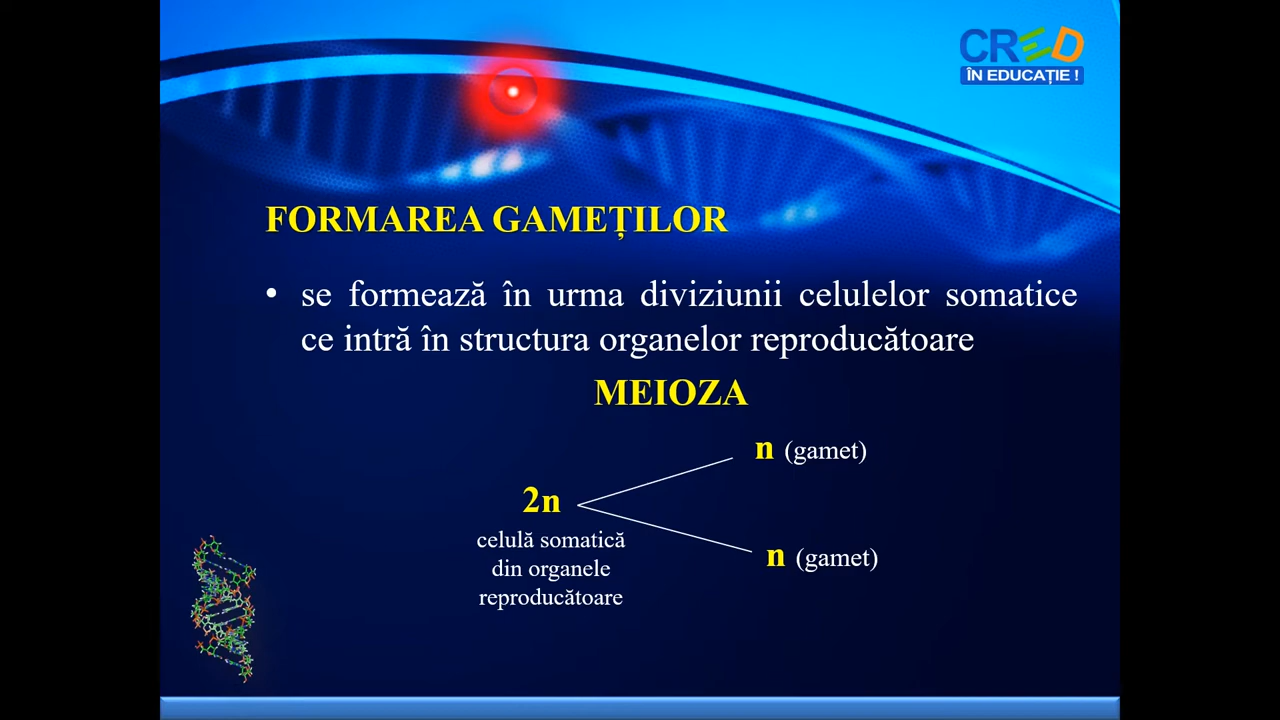 CRED
ÎN EDUCAȚIE !
FORMAREA GAMEȚILOR
• se formează în urma diviziunii celulelor somatice
ce intră în structura organelor reproducătoare
MEIOZA
n (gamet)
2n
celulă somatică
din organele
reproducătoare
n (gamet)